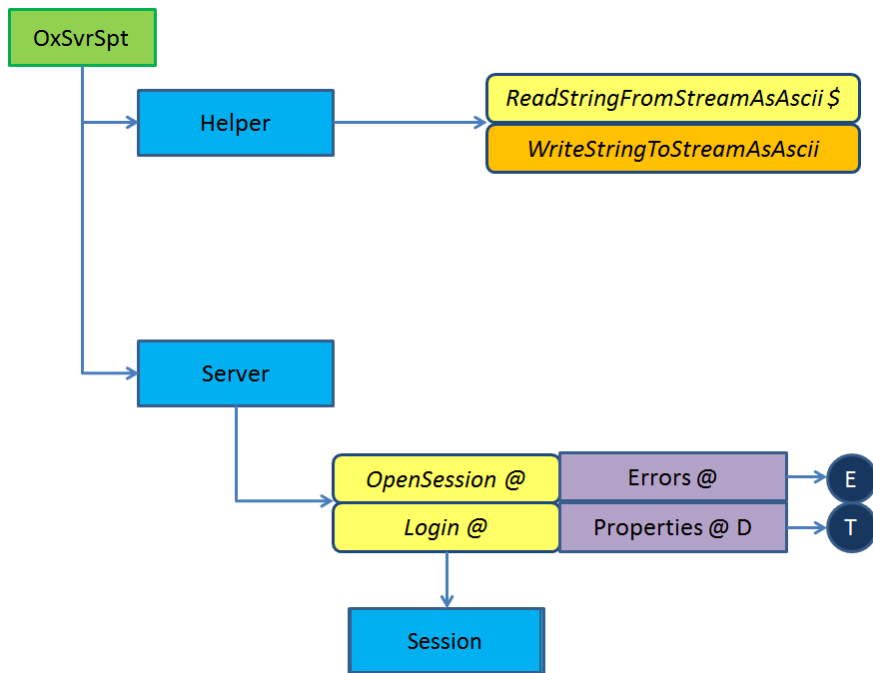 OxSvrSpt
Helper
ReadStringFromStreamAsAscii $
WriteStringToStreamAsAscii
Server
OpenSession @
Errors @
E
Login @
Properties @ D
T
Session